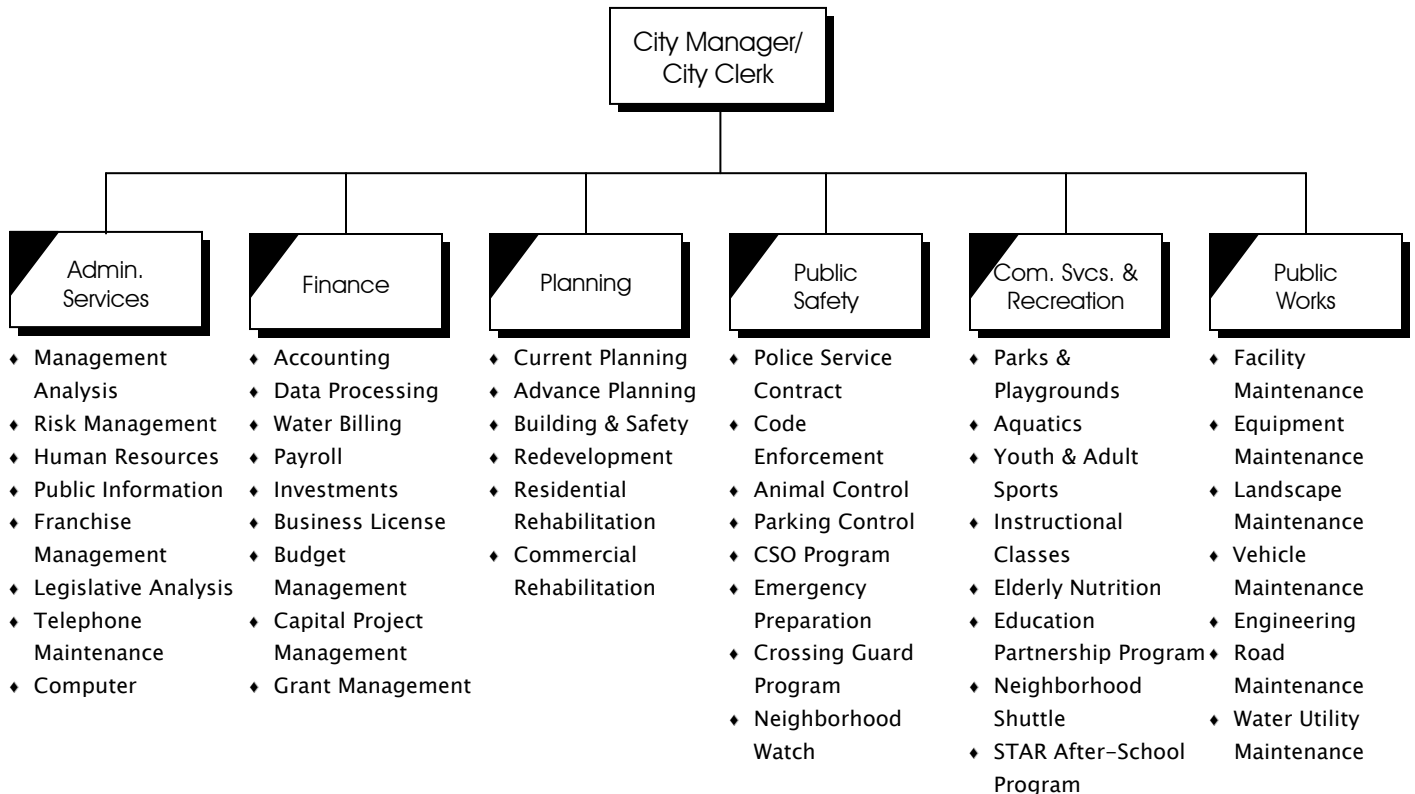 City Manager/
City Clerk
Admin.
Services
♦ Management
Analysis
♦ Risk Management
♦ Human Resources
♦ Public Information
♦ Franchise
Management
♦ Legislative Analysis
♦ Telephone
Maintenance
♦ Computer
Finance
♦ Accounting
♦ Data Processing
♦ Water Billing
♦ Payroll
♦ Investments
♦ Business License
♦ Budget
Management
♦ Capital Project
Management
♦ Grant Management
Planning
♦ Current Planning
♦ Advance Planning
♦ Building & Safety
♦ Redevelopment
♦ Residential
Rehabilitation
♦ Commercial
Rehabilitation
Public
Safety
♦ Police Service
Contract
♦ Code
Enforcement
♦ Animal Control
♦ Parking Control
♦ CSO Program
♦ Emergency
Preparation
♦ Crossing Guard
Program
♦ Neighborhood
Watch
Com. Svcs. &
Recreation
♦ Parks &
Playgrounds
♦ Aquatics
♦ Youth & Adult
Sports
♦ Instructional
Classes
♦ Elderly Nutrition
♦ Education
Partnership Program
♦ Neighborhood
Shuttle
♦ STAR After-School
Program
Public
Works
♦ Facility
Maintenance
♦ Equipment
Maintenance
♦ Landscape
Maintenance
♦ Vehicle
Maintenance
♦ Engineering
♦ Road
Maintenance
♦ Water Utility
Maintenance